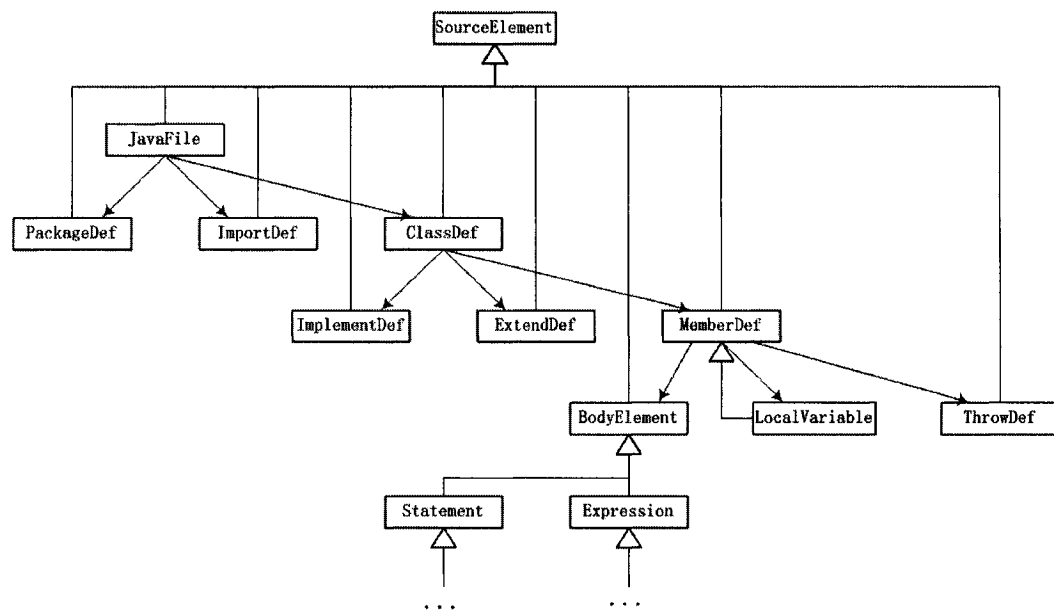 SourceElement
JavaFile
PackageDef
ImportDef
ClassDef
ImplementDef
ExtendDef
MemberDef
BodyElement
LocalVariable
ThrowDef
Statement
Expression
...
...